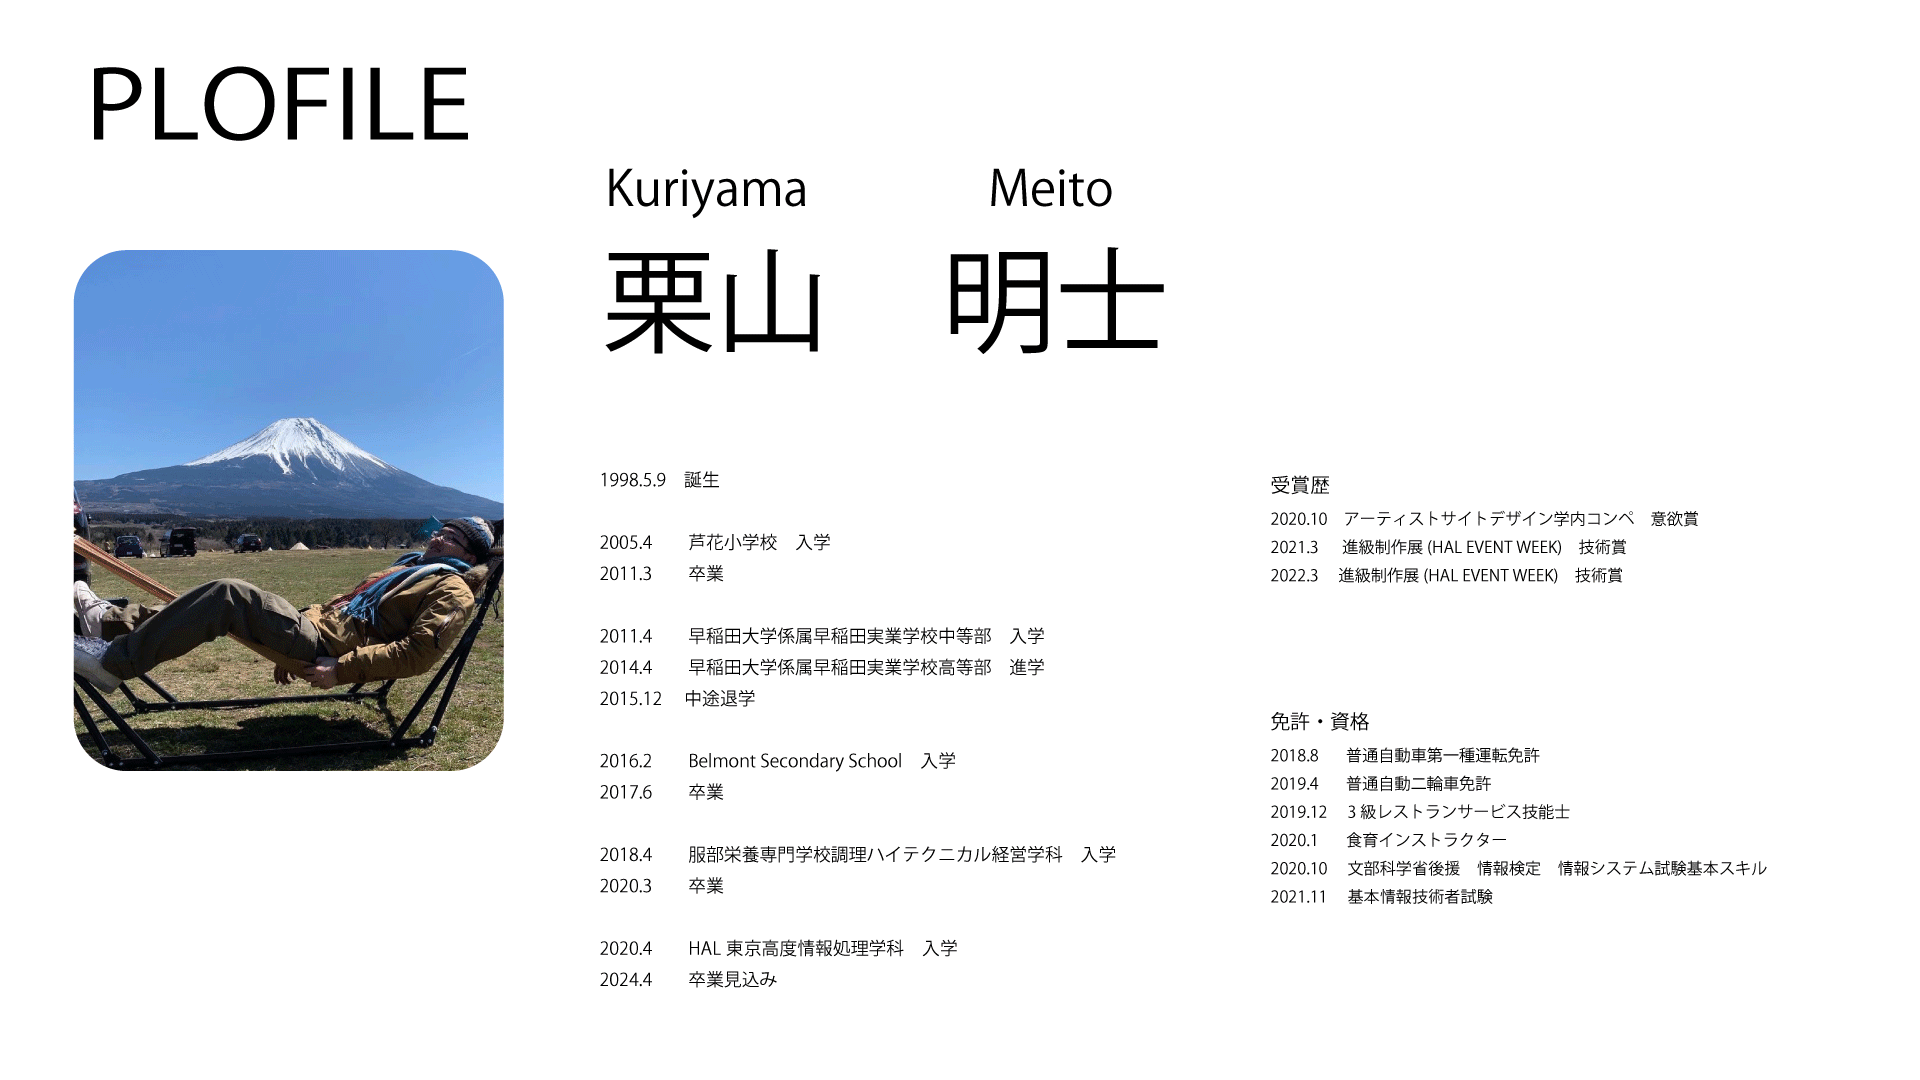 PLOFILE
Kuriyama Meito
栗山 明士
1998.5.9 誕生
2005.4 芦花小学校 入学
2011.3 卒業
2011.4 早稲田大学係属早稲田実業学校中等部 入学
2014.4 早稲田大学係属早稲田実業学校高等部 進学
2015.12 中途退学
2016.2 Belmont Secondary School 入学
2017.6 卒業
2018.4 服部栄養専門学校調理ハイテクニカル経営学科 入学
2020.3 卒業
2020.4 HAL 東京高度情報処理学科 入学
2024.4 卒業見込み
受賞歴
2020.10 アーティストサイトデザイン学内コンペ 意欲賞
2021.3 進級制作展 (HAL EVENT WEEK) 技術賞
2022.3 進級制作展 (HAL EVENT WEEK) 技術賞
免許・資格
2018.8 普通自動車第一種運転免許
2019.4 普通自動二輪車免許
2019.12 3 級レストランサービス技能士
2020.1 食育インストラクター
2020.10 文部科学省後援 情報検定 情報システム試験基本スキル
2021.11 基本情報技術者試験